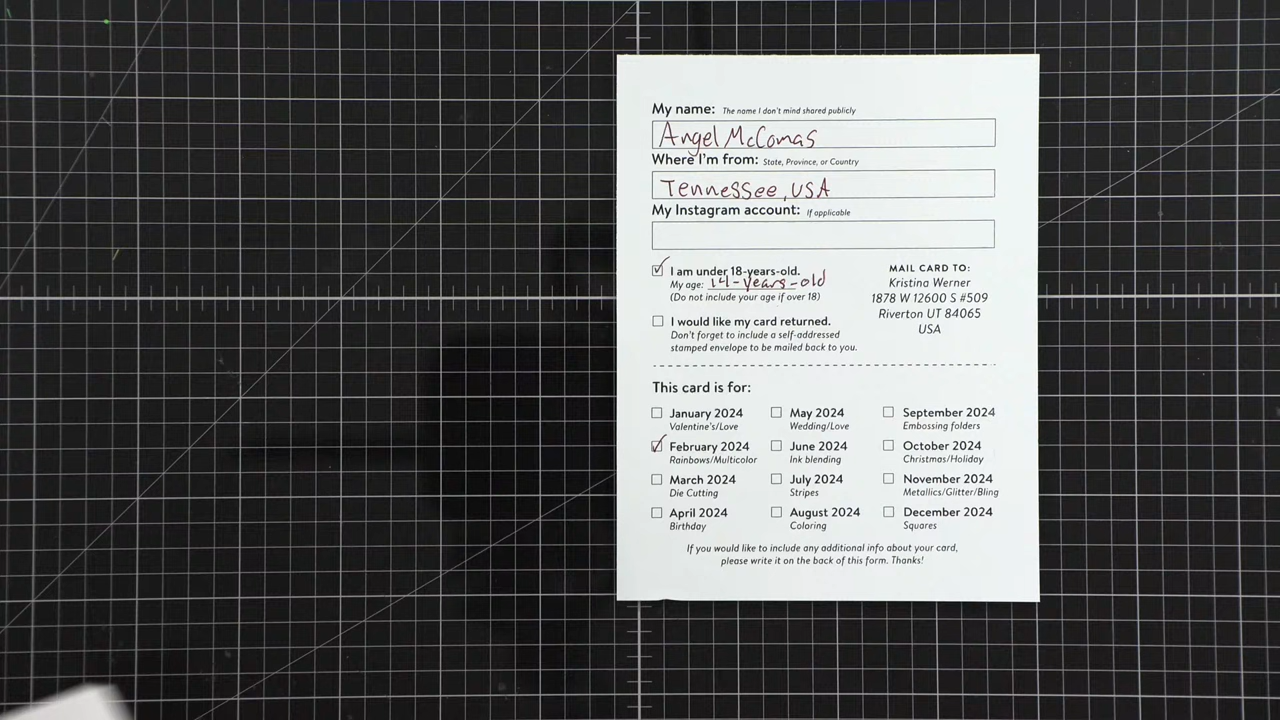 My name: The name I don't mind shared publicly
Angel McComas
Where I'm from: State, Province, or Country
Tennessee, USA
My Instagram account: If applicable
I am under 18-years-old.
My age: 14-years-old
(Do not include your age if over 18)
I would like my card returned.
Don't forget to include a self-addressed
stamped envelope to be mailed back to you.
MAIL CARD TO:
Kristina Werner
1878 W 12600 S #509
Riverton UT 84065
USA
This card is for:
January 2024
Valentine's/Love
February 2024
Rainbows/Multicolor
March 2024
Die Cutting
April 2024
Birthday
May 2024
Wedding/Love
June 2024
Ink blending
July 2024
Stripes
August 2024
Coloring
September 2024
Embossing folders
October 2024
Christmas/Holiday
November 2024
Metallics/Glitter/Bling
December 2024
Squares
If you would like to include any additional info about your card,
please write it on the back of this form. Thanks!